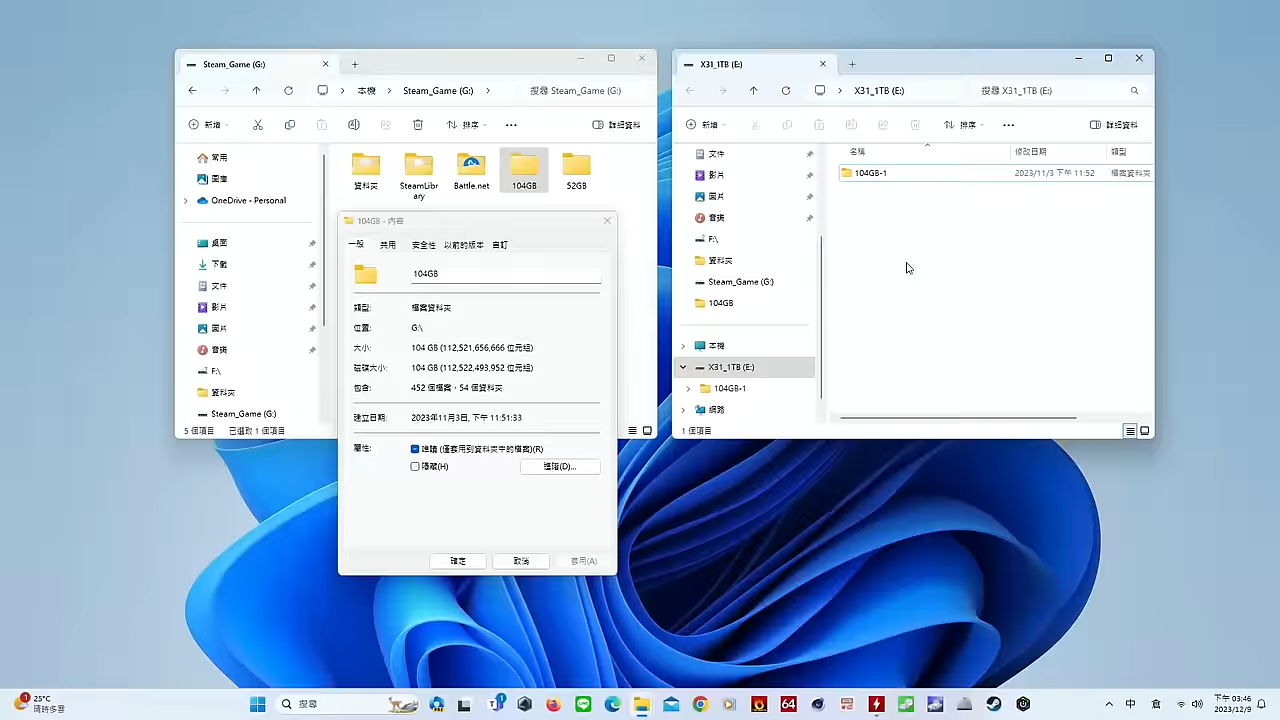 Steam_Game (G:)
本機
Steam_Game (G:)
搜尋 Steam_Game (G:)
新增
排序
詳細資料
常用
圖庫
OneDrive - Personal
桌面
下載
文件
影片
圖片
音樂
F:\
資料夾
Steam_Game (G:)
資料夾
SteamLibrary
Battle.net
104GB
52GB
5 個項目
已選取 1 個項目
104GB - 內容
一般
共用
安全性
以前的版本
自訂
104GB
類型:
檔案資料夾
位置:
G:\
大小:
104 GB (112,521,656,666 位元組)
磁碟大小:
104 GB (112,522,493,952 位元組)
包含:
452 個檔案，54 個資料夾
建立日期:
2023年11月3日, 下午 11:51:33
屬性:
唯讀 (僅套用到資料夾中的檔案)(R)
隱藏(H)
進階(D)...
確定
取消
套用(A)
X31_1TB (E:)
X31_1TB (E:)
搜尋 X31_1TB (E:)
新增
排序
詳細資料
文件
影片
圖片
音樂
F:\
資料夾
Steam_Game (G:)
104GB
本機
X31_1TB (E:)
104GB-1
網路
名稱
修改日期
類型
104GB-1
2023/11/3 下午 11:52
檔案資料夾
1 個項目
1
25°C
晴時多雲
搜尋
1
64
中
下午 03:46
2023/12/9